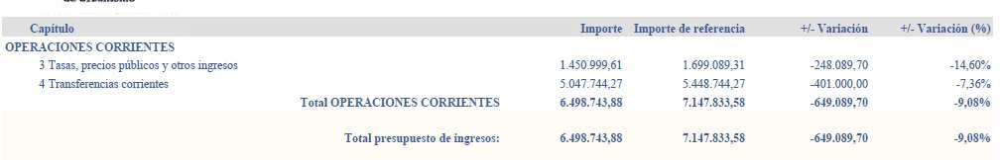 de Urbanismo
Capítulo Importe Importe de referencia +/- Variación +/- Variación (%)
OPERACIONES CORRIENTES
3 Tasas, precios públicos y otros ingresos 1.450.999,61 1.699.089,31 -248.089,70 -14,60%
4 Transferencias corrientes 5.047.744,27 5.448.744,27 -401.000,00 -7,36%
Total OPERACIONES CORRIENTES 6.498.743,88 7.147.833,58 -649.089,70 -9,08%
Total presupuesto de ingresos: 6.498.743,88 7.147.833,58 -649.089,70 -9,08%